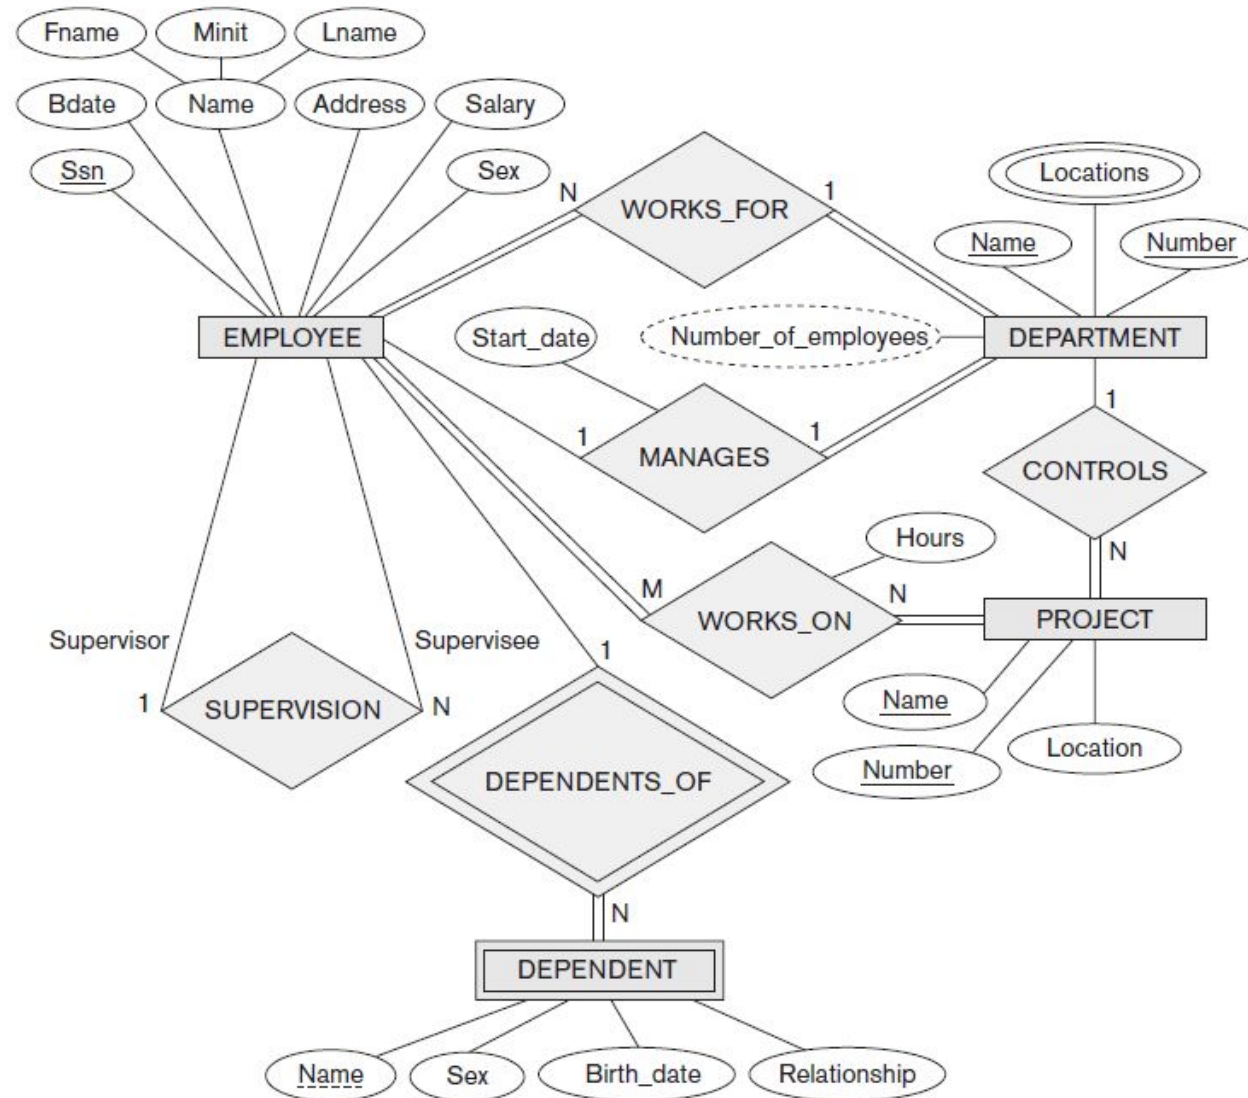 Fname
Minit
Lname
Bdate
Name
Address
Salary
Ssn
Sex
N
WORKS_FOR
1
Locations
Name
Number
EMPLOYEE
Start_date
Number_of_employees
DEPARTMENT
1
MANAGES
1
1
CONTROLS
N
Hours
M
WORKS_ON
N
PROJECT
Supervisor
Supervisee
1
SUPERVISION
N
1
Name
Number
Location
DEPENDENTS_OF
N
DEPENDENT
Name
Sex
Birth_date
Relationship